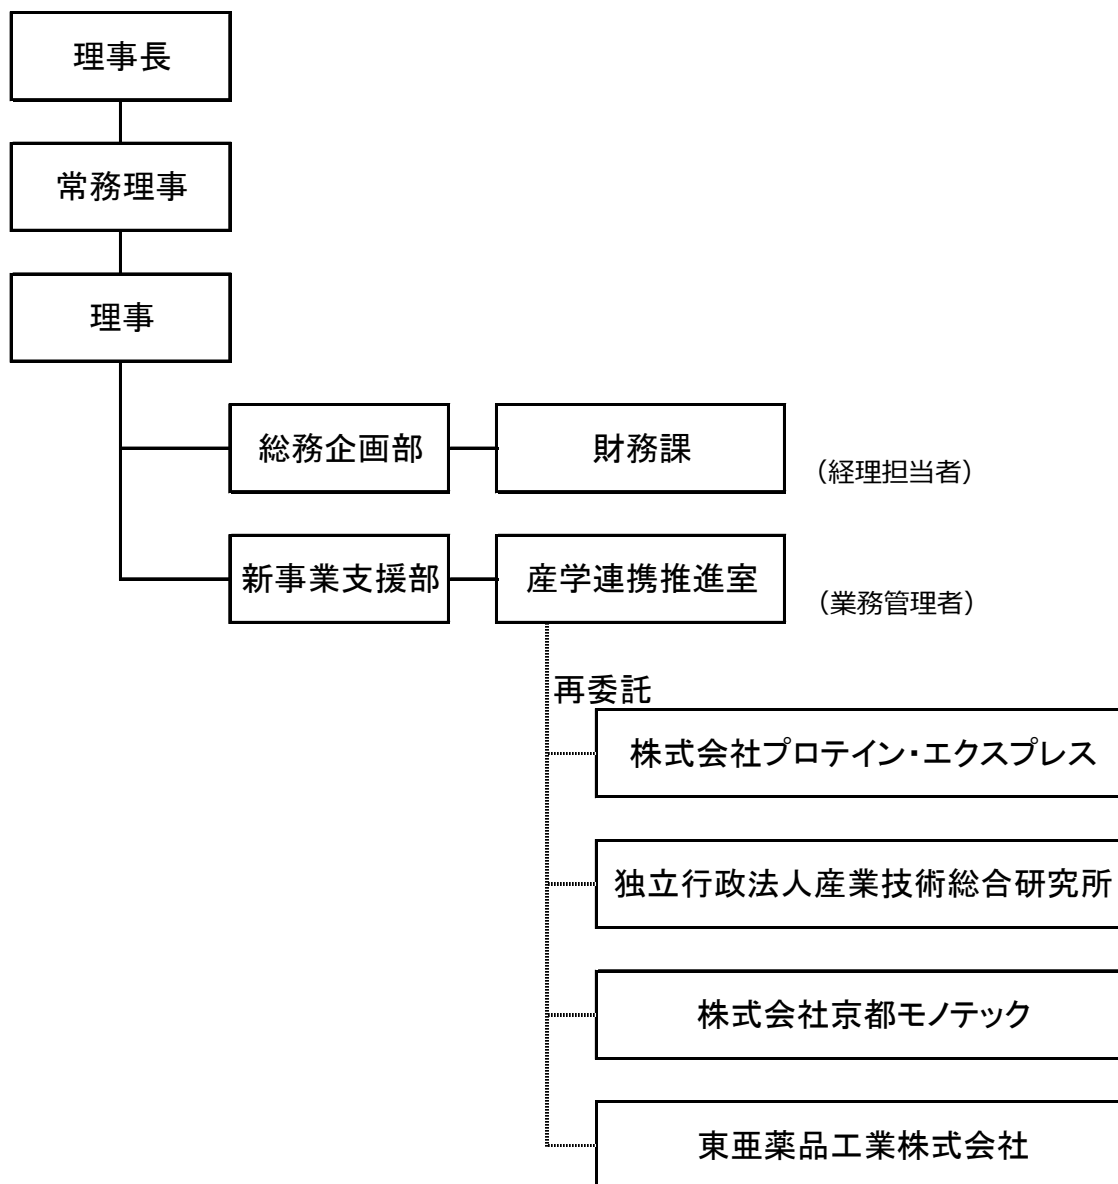 理事長
常務理事
理事
総務企画部
財務課
（経理担当者）
新事業支援部
産学連携推進室
（業務管理者）
再委託
株式会社プロテイン・エクスプレス
独立行政法人産業技術総合研究所
株式会社京都モノテック
東亜薬品工業株式会社